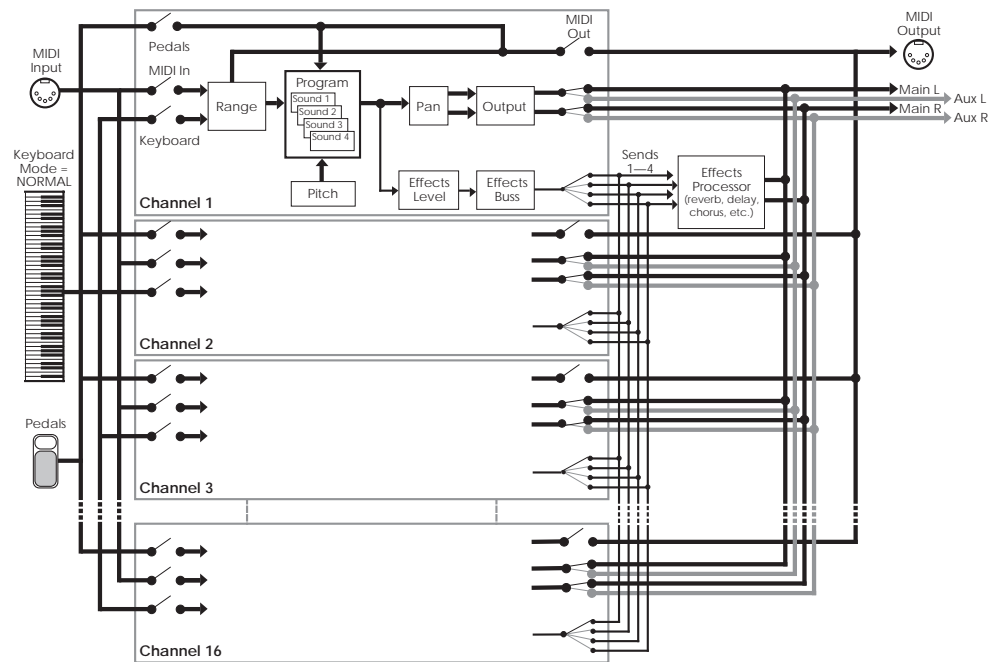 MIDI
Input
Keyboard
Mode =
NORMAL
Pedals
Pedals
MIDI In
Keyboard
Range
Program
Sound 1
Sound 2
Sound 3
Sound 4
Pitch
Pan
Output
Effects
Level
Effects
Buss
MIDI
Out
Channel 1
Sends
1—4
Effects
Processor
(reverb, delay,
chorus, etc.)
MIDI
Output
Main L
Aux L
Main R
Aux R
Channel 2
Channel 3
Channel 16